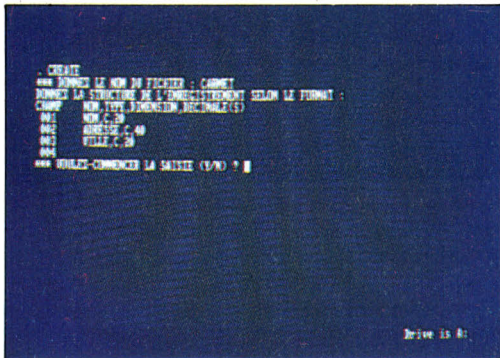 . CREATE
*** DONNEZ LE NOM DU FICHIER : CARNET
DONNEZ LA STRUCTURE DE L'ENREGISTREMENT SELON LE FORMAT :
CHAMP NOM,TYPE,DIMENSION,DECIMALE(S)
001 NOM,C,20
002 ADRESSE,C,40
003 VILLE,C,20
004
*** VOULEZ-COMMENCER LA SAISIE (Y/N) ?
Drive is A: